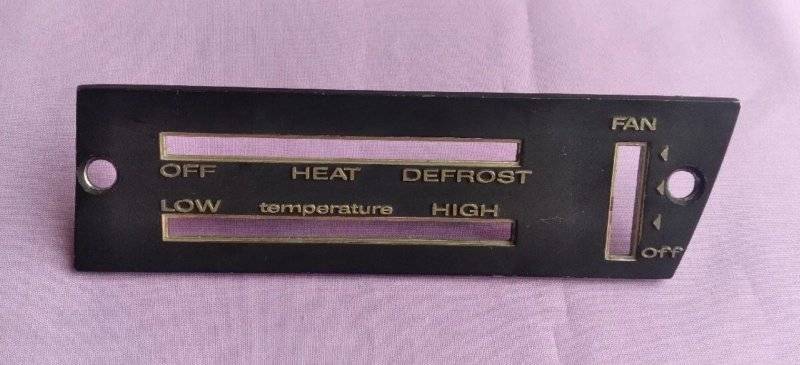 FAN
OFF HEAT DEFROST
LOW temperature HIGH
Off